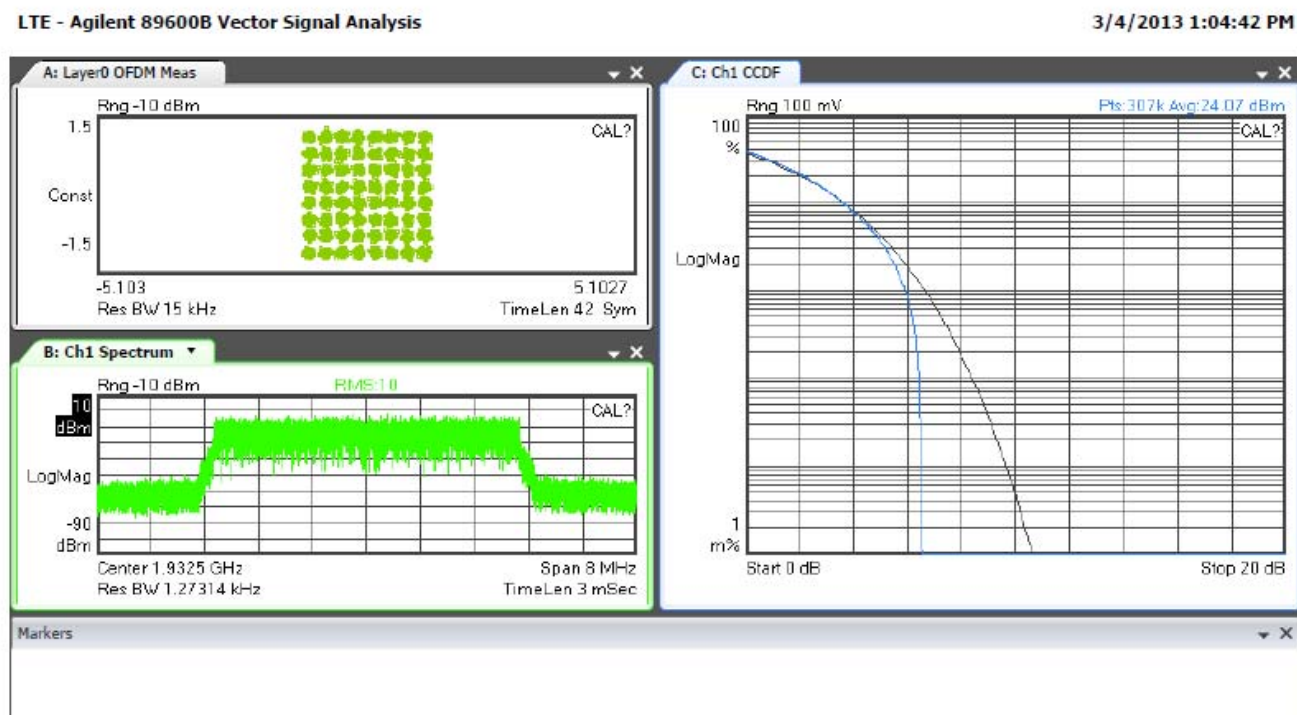 LTE - Agilent 89600B Vector Signal Analysis
3/4/2013 1:04:42 PM
A: Layer0 OFDM Meas
Rng -10 dBm
1.5
CAL?
Const
-1.5
-5.103
5.1027
Res BW 15 kHz
TimeLen 42 Sym
B: Ch1 Spectrum
Rng -10 dBm
RMS:10
10
dBm
CAL?
LogMag
-90
dBm
Center 1.9325 GHz
Span 8 MHz
Res BW 1.27314 kHz
TimeLen 3 mSec
C: Ch1 CCDF
Rng 100 mV
Pts:307k Avg:24.07 dBm
100
%
CAL?
LogMag
1
m%
Start 0 dB
Stop 20 dB
Markers